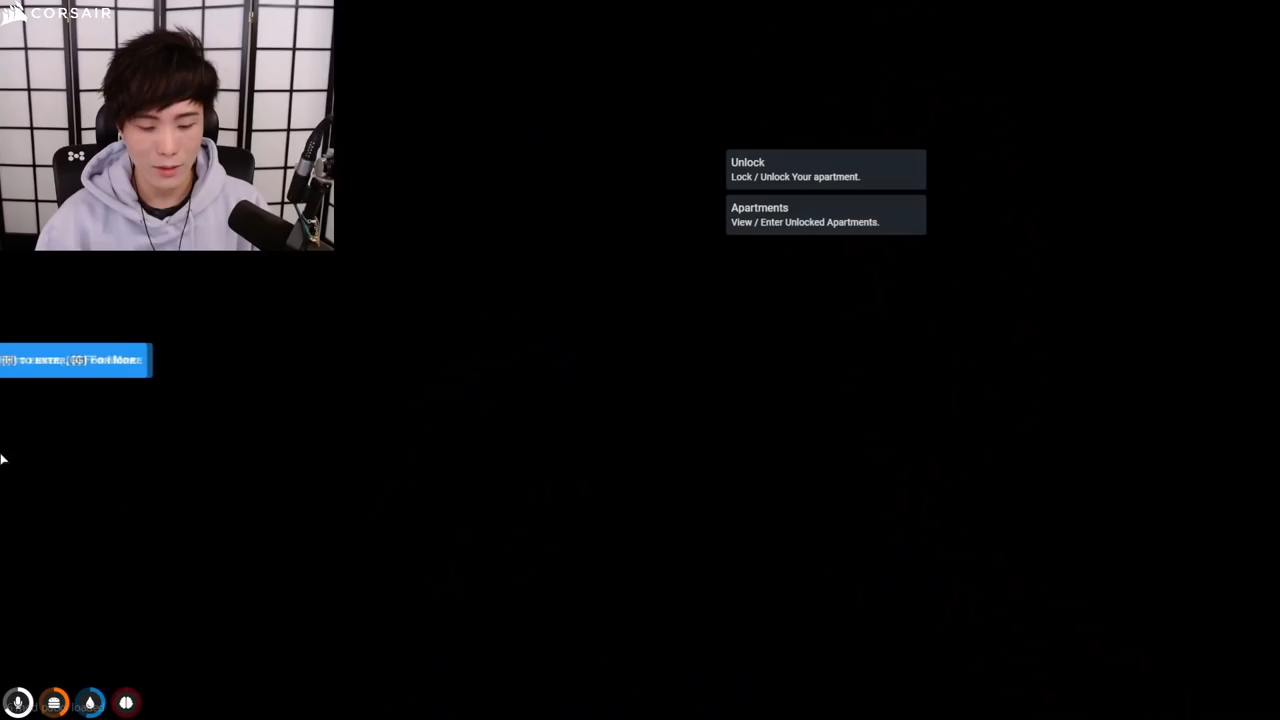 CORSAIR
Unlock
Lock / Unlock Your apartment.
Apartments
View / Enter Unlocked Apartments.